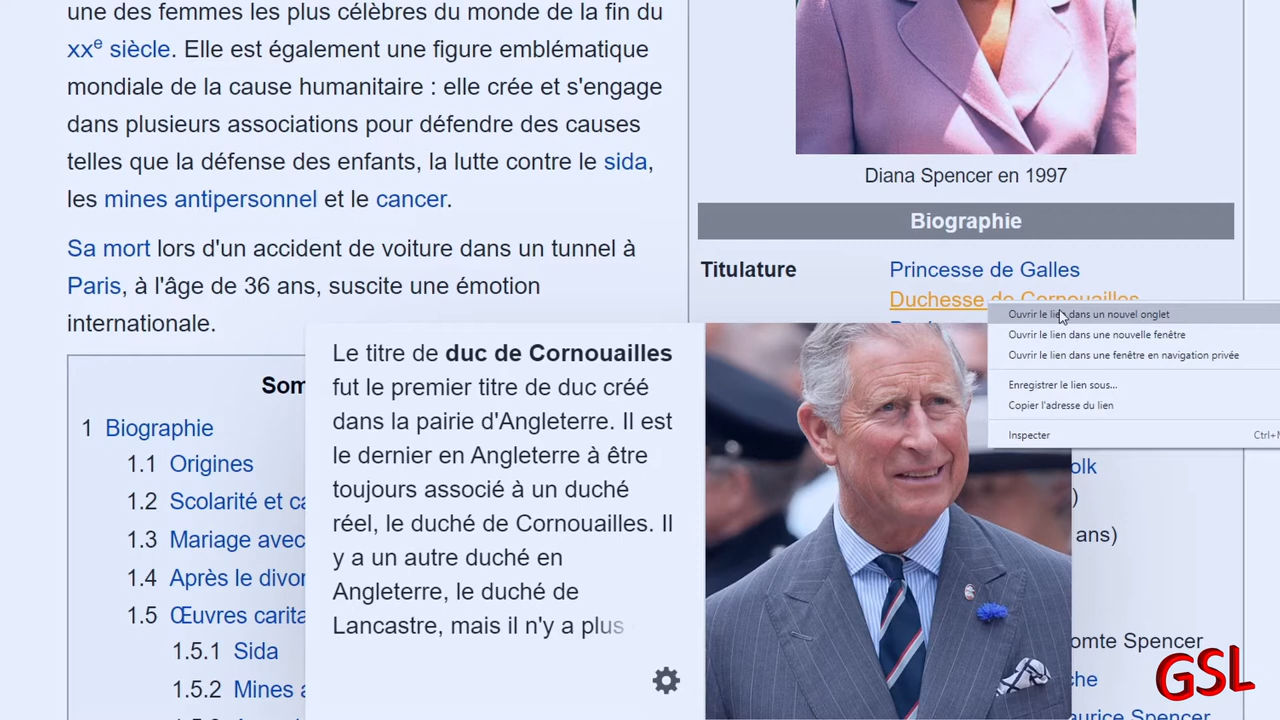 une des femmes les plus célèbres du monde de la fin du
xxe siècle. Elle est également une figure emblématique
mondiale de la cause humanitaire : elle crée et s'engage
dans plusieurs associations pour défendre des causes
telles que la défense des enfants, la lutte contre le sida,
les mines antipersonnel et le cancer.
Sa mort lors d'un accident de voiture dans un tunnel à
Paris, à l'âge de 36 ans, suscite une émotion
internationale.
Som
1 Biographie
1.1 Origines
1.2 Scolarité et ca
1.3 Mariage avec
1.4 Après le divor
1.5 Œuvres carita
1.5.1 Sida
1.5.2 Mines a
Le titre de duc de Cornouailles
fut le premier titre de duc créé
dans la pairie d'Angleterre. Il est
le dernier en Angleterre à être
toujours associé à un duché
réel, le duché de Cornouailles. Il
y a un autre duché en
Angleterre, le duché de
Lancastre, mais il n'y a plus
Diana Spencer en 1997
Biographie
Titulature Princesse de Galles
Duchesse de Cornouailles
Ouvrir le lien dans un nouvel onglet
Ouvrir le lien dans une nouvelle fenêtre
Ouvrir le lien dans une fenêtre en navigation privée
Enregistrer le lien sous...
Copier l'adresse du lien
Inspecter Ctrl+M
olk
)
ans)
omte Spencer
che
aurice Spencer
GSL